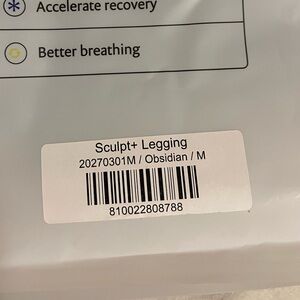 Accelerate recovery
Better breathing
Sculpt+ Legging
20270301M / Obsidian / M
810022808788